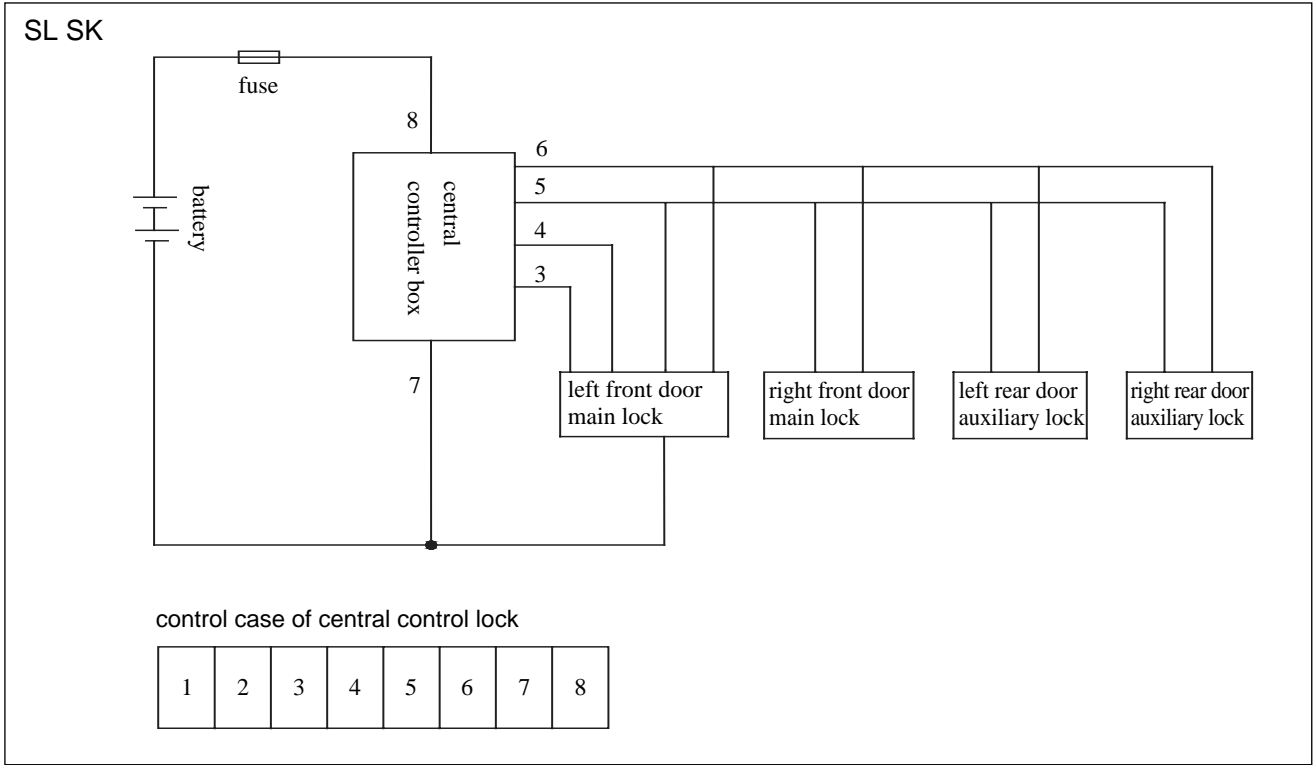 SL SK
fuse
8
6
5
4
3
battery
central
controller box
7
left front door
main lock
right front door
main lock
left rear door
auxiliary lock
right rear door
auxiliary lock
control case of central control lock
1 2 3 4 5 6 7 8